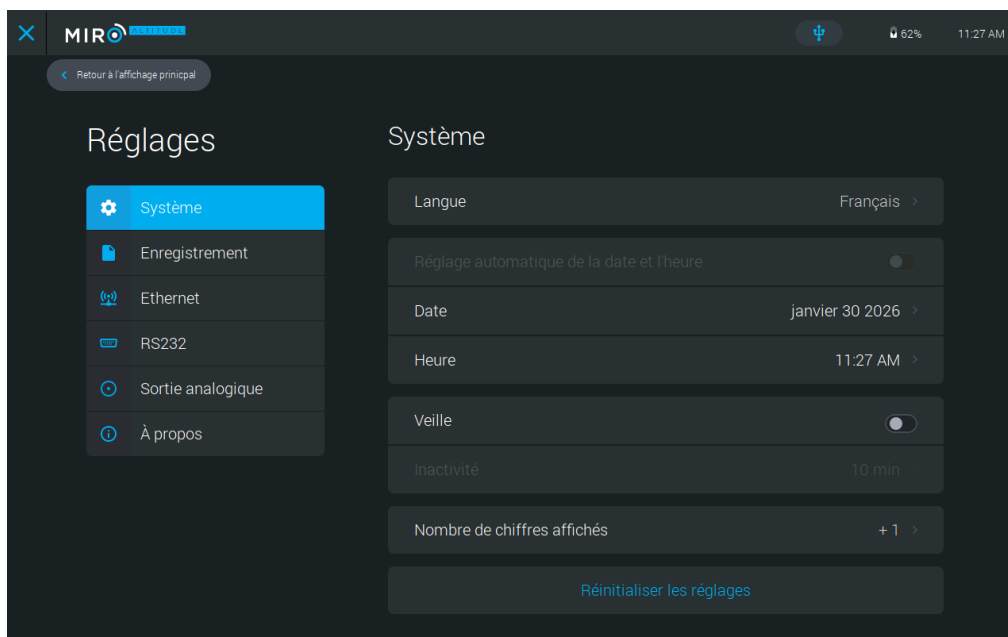 MIRO ALTITUDE
62%
11:27 AM
Retour à l'affichage prinicpal
Réglages
Système
Enregistrement
Ethernet
RS232
Sortie analogique
À propos
Système
Langue Français
Réglage automatique de la date et l'heure
Date janvier 30 2026
Heure 11:27 AM
Veille
Inactivité 10 min
Nombre de chiffres affichés + 1
Réinitialiser les réglages